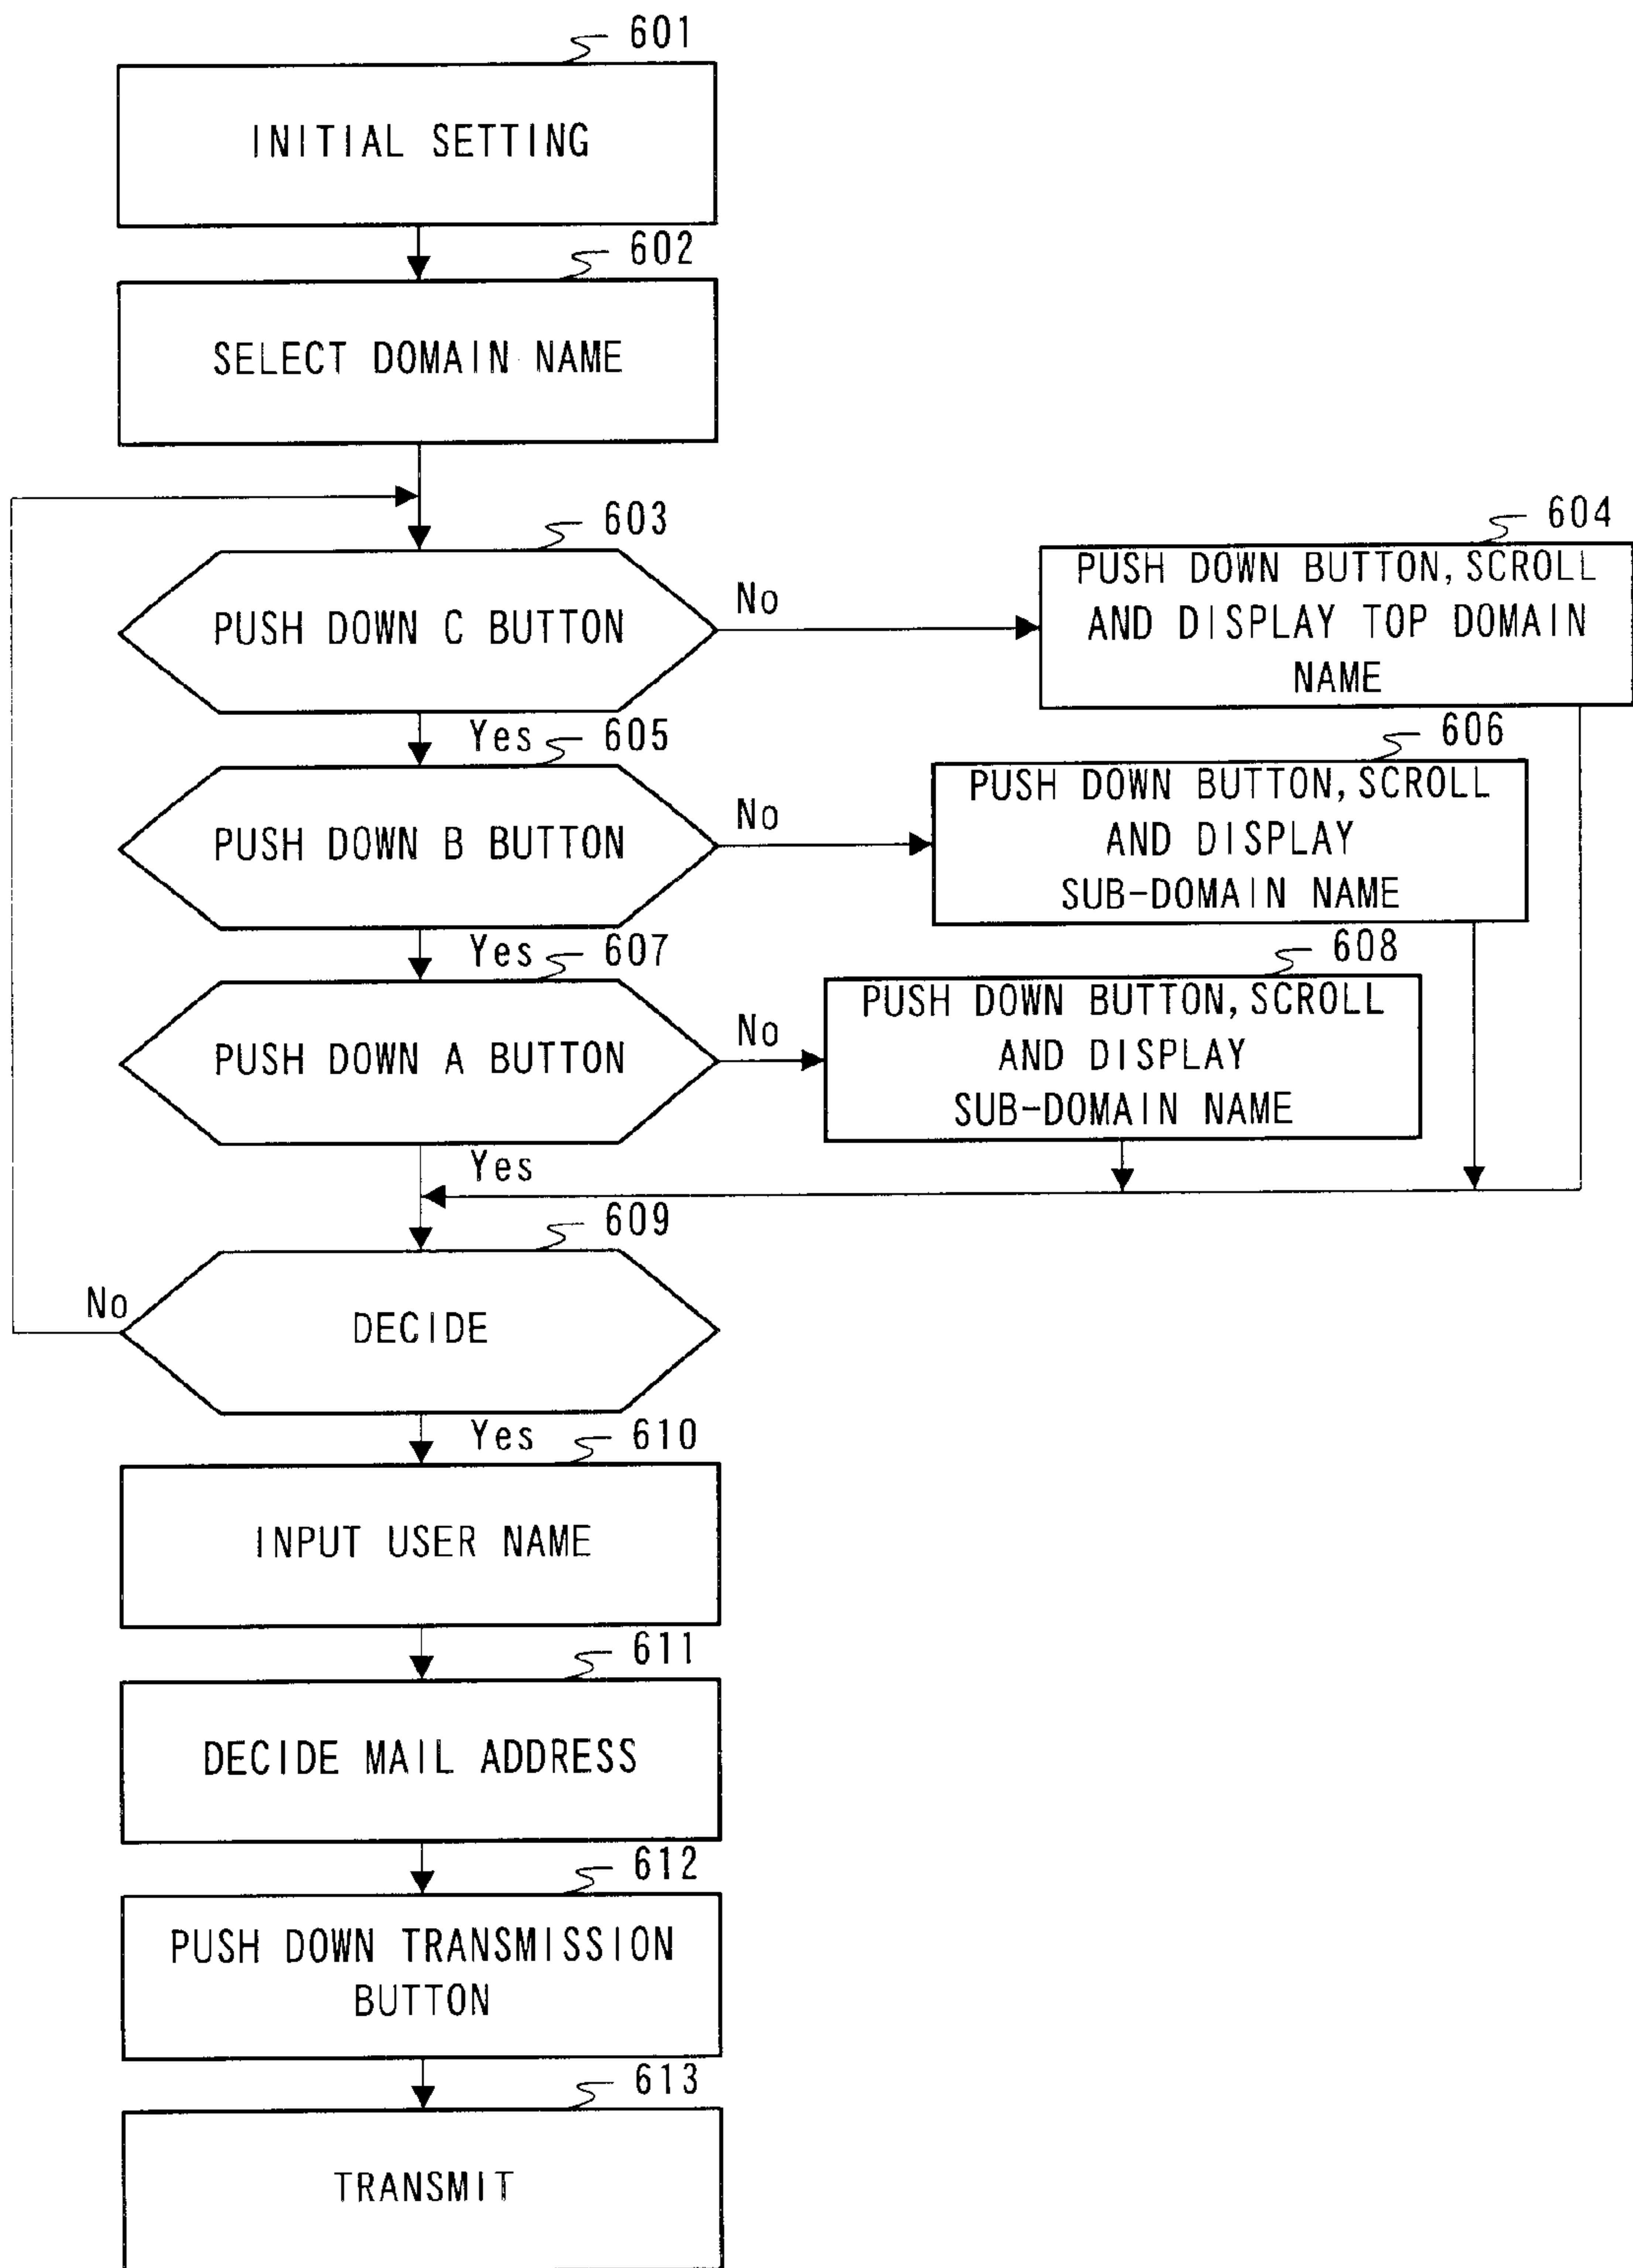 601
INITIAL SETTING
602
SELECT DOMAIN NAME
603
PUSH DOWN C BUTTON
No
604
PUSH DOWN BUTTON, SCROLL
AND DISPLAY TOP DOMAIN
NAME
Yes
605
PUSH DOWN B BUTTON
No
606
PUSH DOWN BUTTON, SCROLL
AND DISPLAY
SUB-DOMAIN NAME
Yes
607
PUSH DOWN A BUTTON
No
608
PUSH DOWN BUTTON, SCROLL
AND DISPLAY
SUB-DOMAIN NAME
Yes
609
DECIDE
No
Yes
610
INPUT USER NAME
611
DECIDE MAIL ADDRESS
612
PUSH DOWN TRANSMISSION
BUTTON
613
TRANSMIT